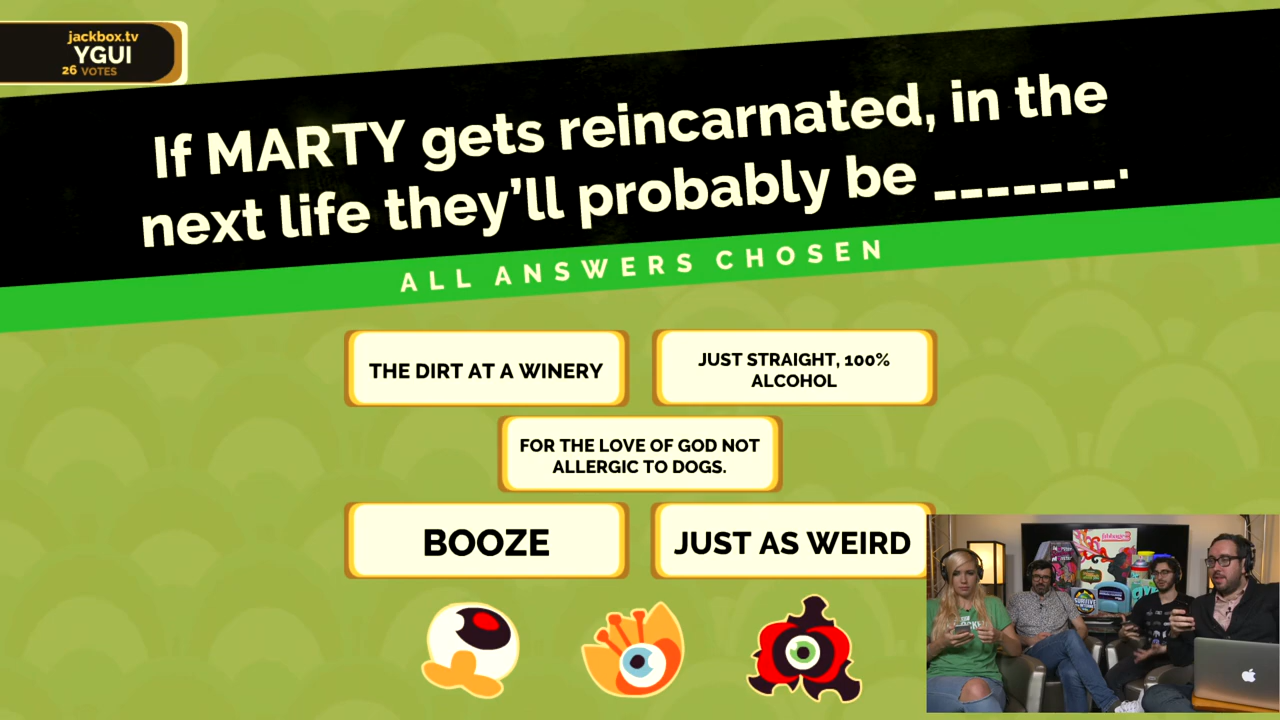 jackbox.tv
YGUI
26 VOTES
If MARTY gets reincarnated, in the
next life they’ll probably be _______.
ALL ANSWERS CHOSEN
THE DIRT AT A WINERY
JUST STRAIGHT, 100%
ALCOHOL
FOR THE LOVE OF GOD NOT
ALLERGIC TO DOGS.
BOOZE
JUST AS WEIRD